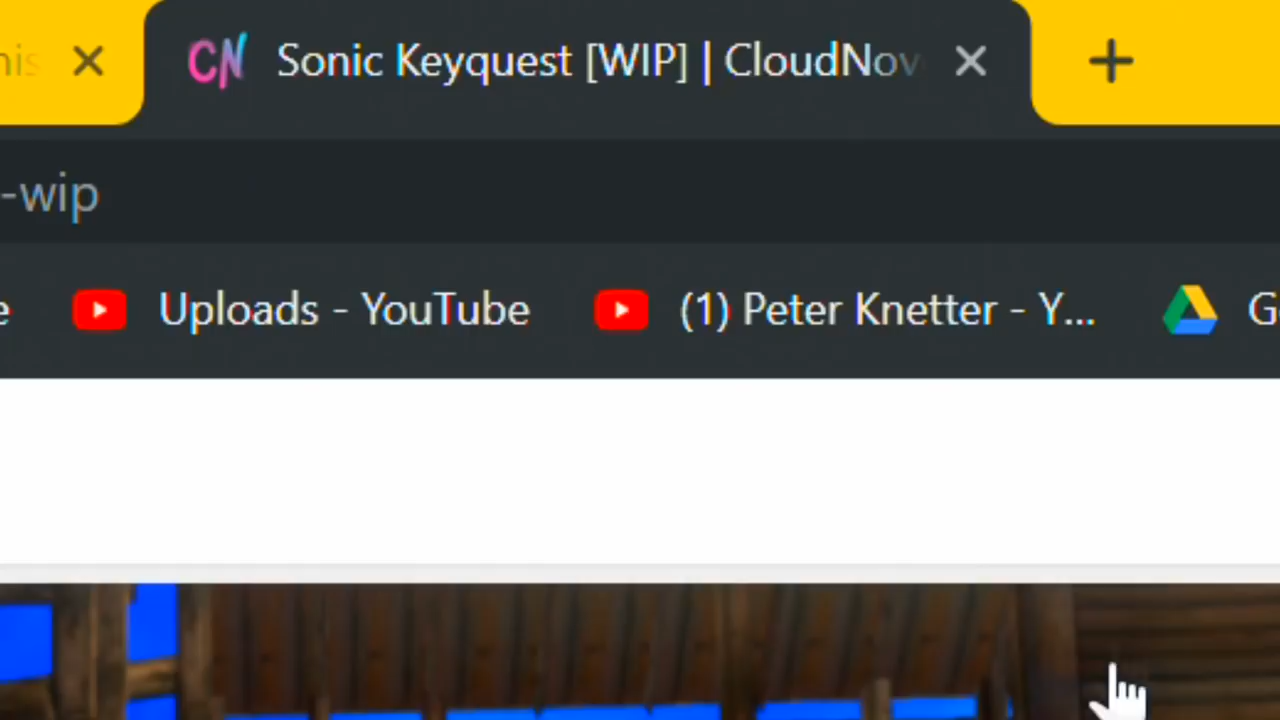 CN Sonic Keyquest [WIP] | CloudNov
-wip
Uploads - YouTube (1) Peter Knetter - Y...